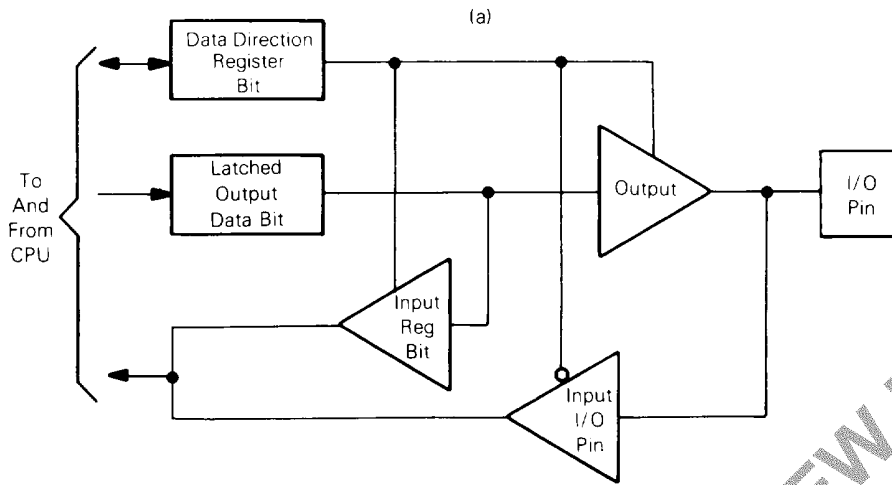 (a)
Data Direction
Register
Bit
Latched
Output
Data Bit
To
And
From
CPU
Output
I/O
Pin
Input
Reg
Bit
Input
I/O
Pin